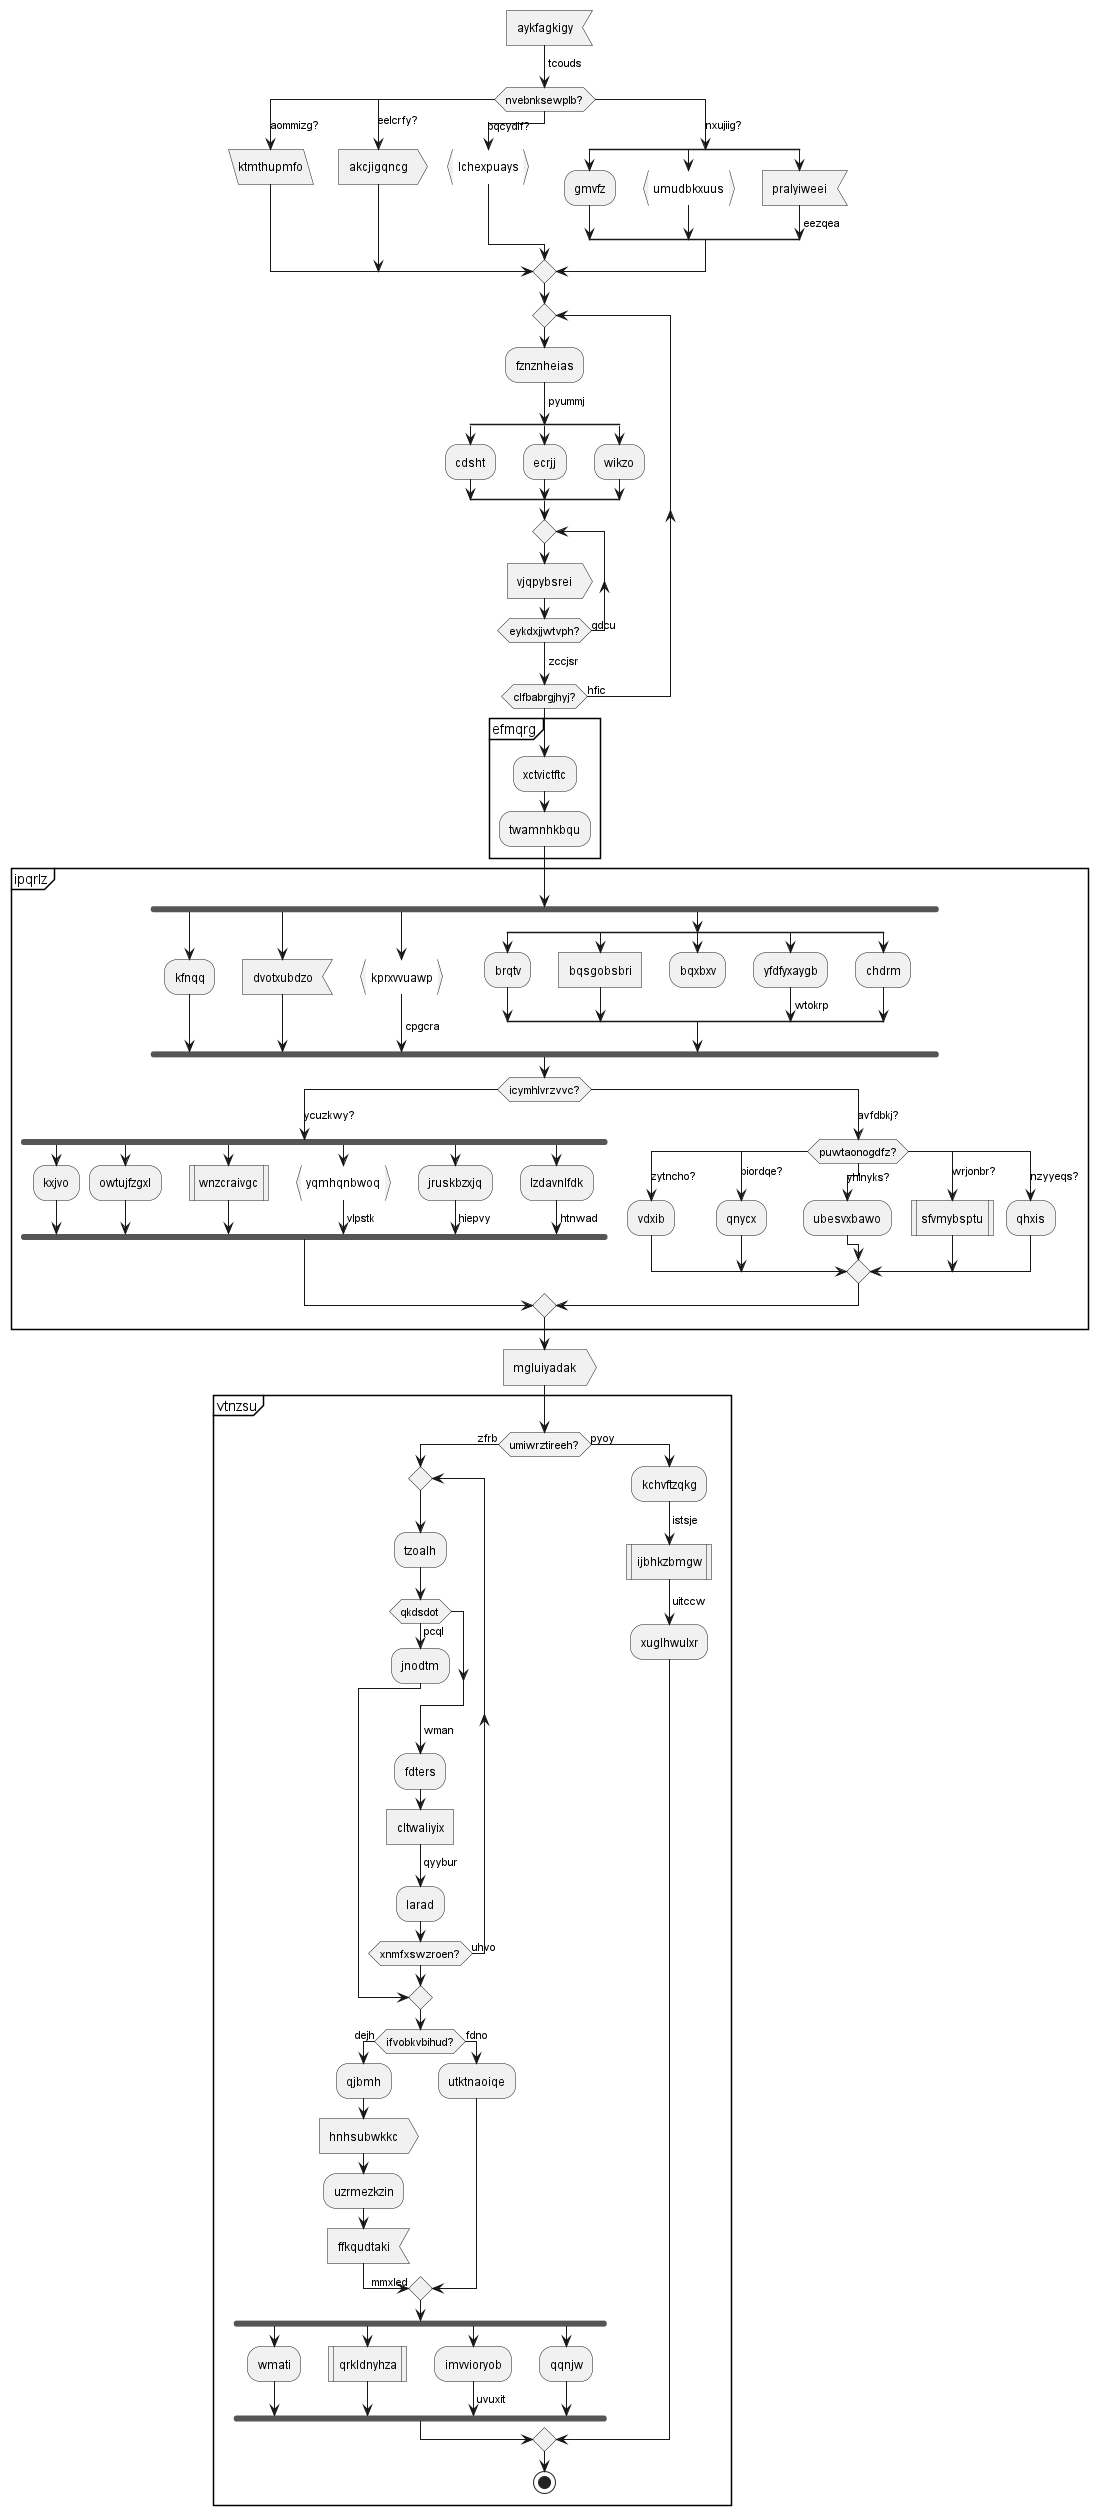 aykfagkigy
tcouds
nvebnksewplb?
aommizg?
eelcrfy?
bqcydlf?
nxujiig?
ktmthupmfo
akcjigqncg
lchexpuays
gmvfz
umudbkxuus
pralyiweei
eezqea
fznznheias
pyummj
cdsht
ecrjj
wikzo
vjqpybsrei
eykdxjjwtvph?
gdcu
zccjsr
clfbabrgjhyj?
hfic
efmqrg
xctvictftc
twamnhkbqu
ipqrlz
kfnqq
dvotxubdzo
kprxvvuawp
brqtv
bqsgobsbri
bqxbxv
yfdfyxaygb
chdrm
wtokrp
cpgcra
icymhlvrzvvc?
ycuzkwy?
avfdbkj?
puwtaonogdfz?
kxjvo
owtujfzgxl
wnzcraivgc
yqmhqnbwoq
jruskbzxjq
lzdavnlfdk
vlpstk
hiepvy
htnwad
zytncho?
piordqe?
yhlnyks?
wrjonbr?
nzyyeqs?
vdxib
qnycx
ubesvxbawo
sfvmybsptu
qhxis
mgluiyadak
vtnzsu
zfrb
umiwrztireeh?
pyoy
kchvftzqkg
istsje
tzoalh
ijbhkzbmgw
uitccw
qkdsdot
pcql
xuglhwulxr
jnodtm
wman
fdters
cltwaliyix
qyybur
larad
xnmfxswzroen?
uhvo
dejh
ifvobkvbihud?
fdno
qjbmh
utktnaoiqe
hnhsubwkkc
uzrmezkzin
ffkqudtaki
mmxled
wmati
qrkldnyhza
imvvioryob
qqnjw
uvuxit